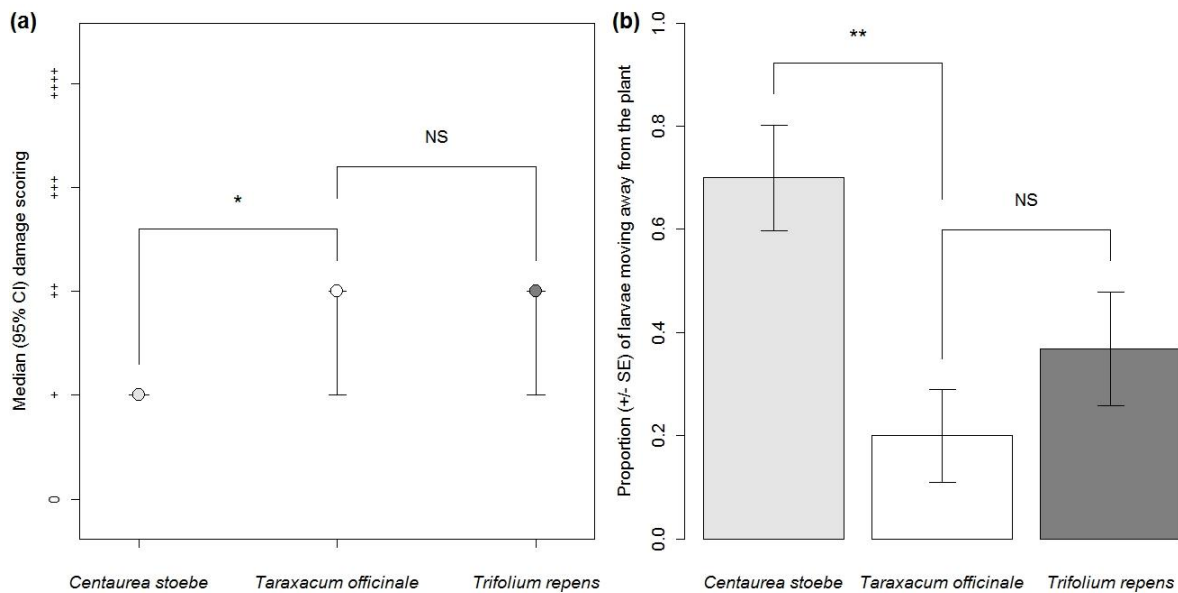 (a)
Median (95% CI) damage scoring
++++
+++
++
+
0
*
NS
Centaurea stoebe
Taraxacum officinale
Trifolium repens
(b)
Proportion (+/- SE) of larvae moving away from the plant
1.0
0.8
0.6
0.4
0.2
0.0
**
NS
Centaurea stoebe
Taraxacum officinale
Trifolium repens